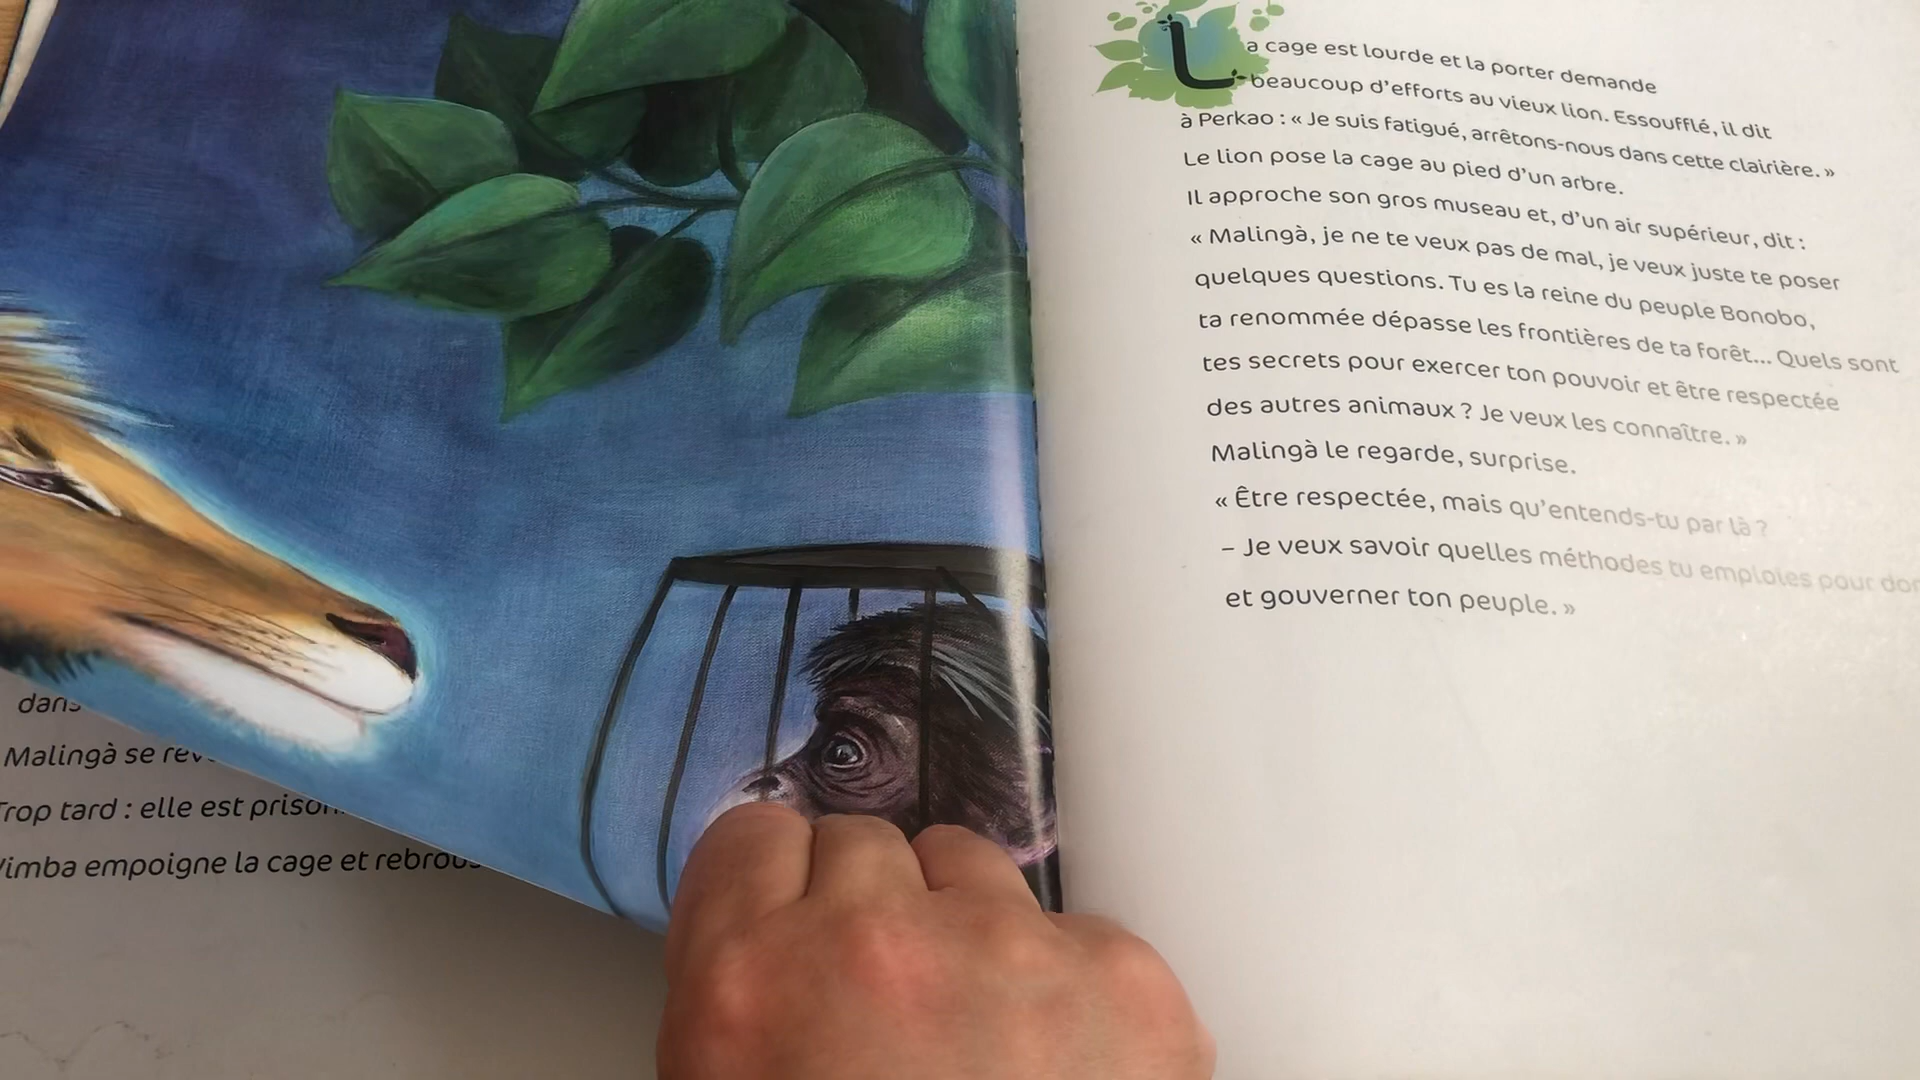 dans
Malingà se rev
Trop tard : elle est prison
Vimba empoigne la cage et rebrous
La cage est lourde et la porter demande
beaucoup d'efforts au vieux lion. Essoufflé, il dit
à Perkao : « Je suis fatigué, arrêtons-nous dans cette clairière. »
Le lion pose la cage au pied d'un arbre.
Il approche son gros museau et, d'un air supérieur, dit :
« Malingà, je ne te veux pas de mal, je veux juste te poser
quelques questions. Tu es la reine du peuple Bonobo,
ta renommée dépasse les frontières de ta forêt... Quels sont
tes secrets pour exercer ton pouvoir et être respectée
des autres animaux ? Je veux les connaître. »
Malingà le regarde, surprise.
« Être respectée, mais qu'entends-tu par là ?
– Je veux savoir quelles méthodes tu emploies pour dor
et gouverner ton peuple. »